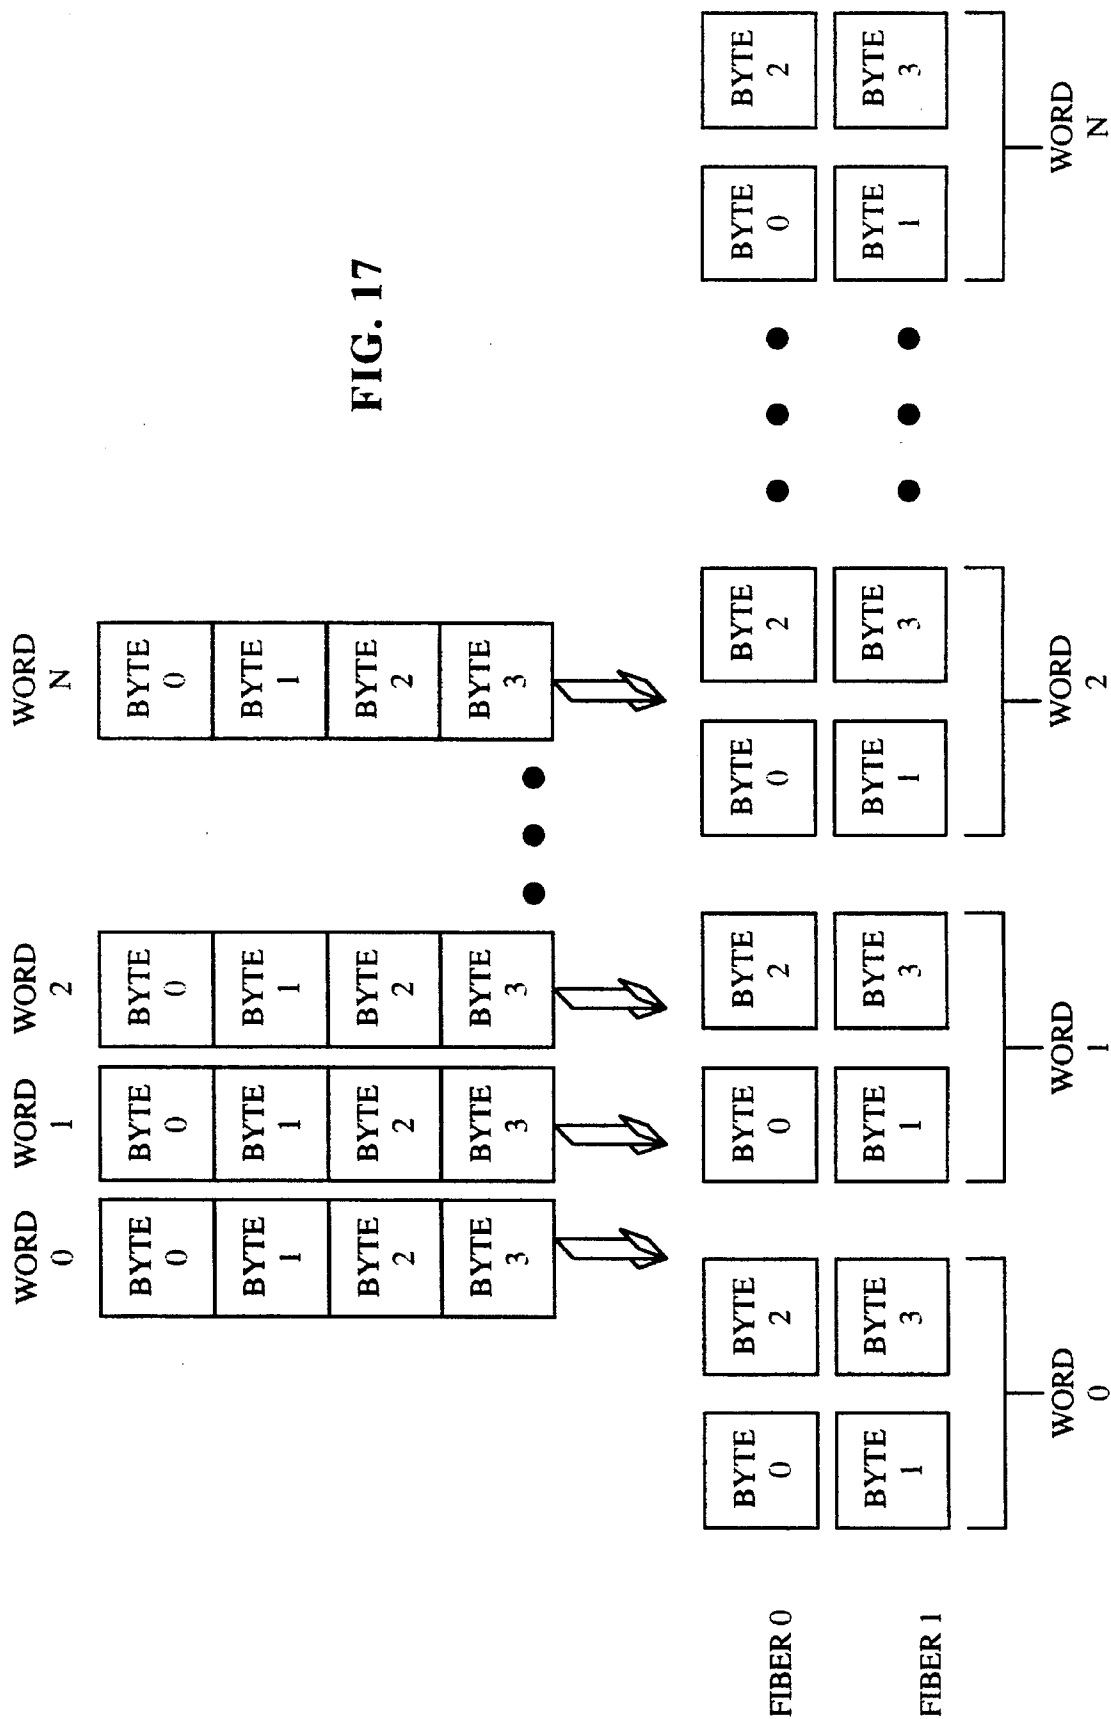 WORD 0 WORD 1 WORD 2 WORD N
BYTE 0 BYTE 0 BYTE 0 BYTE 0
BYTE 1 BYTE 1 BYTE 1 BYTE 1
BYTE 2 BYTE 2 BYTE 2 BYTE 2
BYTE 3 BYTE 3 BYTE 3 BYTE 3
FIG. 17
FIBER 0 BYTE 0 BYTE 2 BYTE 0 BYTE 2 BYTE 0 BYTE 2 BYTE 0 BYTE 2
FIBER 1 BYTE 1 BYTE 3 BYTE 1 BYTE 3 BYTE 1 BYTE 3 BYTE 1 BYTE 3
WORD 0 WORD 1 WORD 2 WORD N